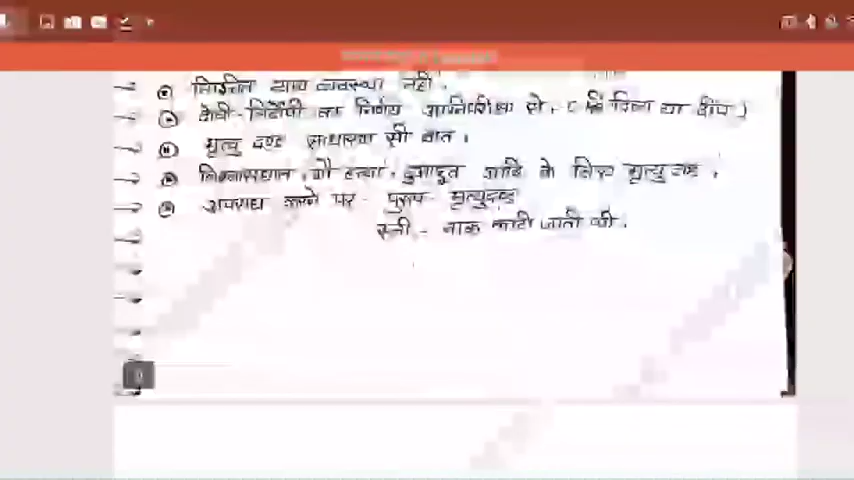 निश्चित न्याय व्यवस्था नहीं .
दोषी - निर्दोषी का निर्णय अग्निपरीक्षा से .
मृत्यु दण्ड साधारण सी बात .
विश्वासघात , गौ हत्या , आदि के लिए मृत्यु दण्ड .
अपराध करने पर - पुरुष - मृत्युदण्ड
स्त्री - नाक काटी जाती थी .